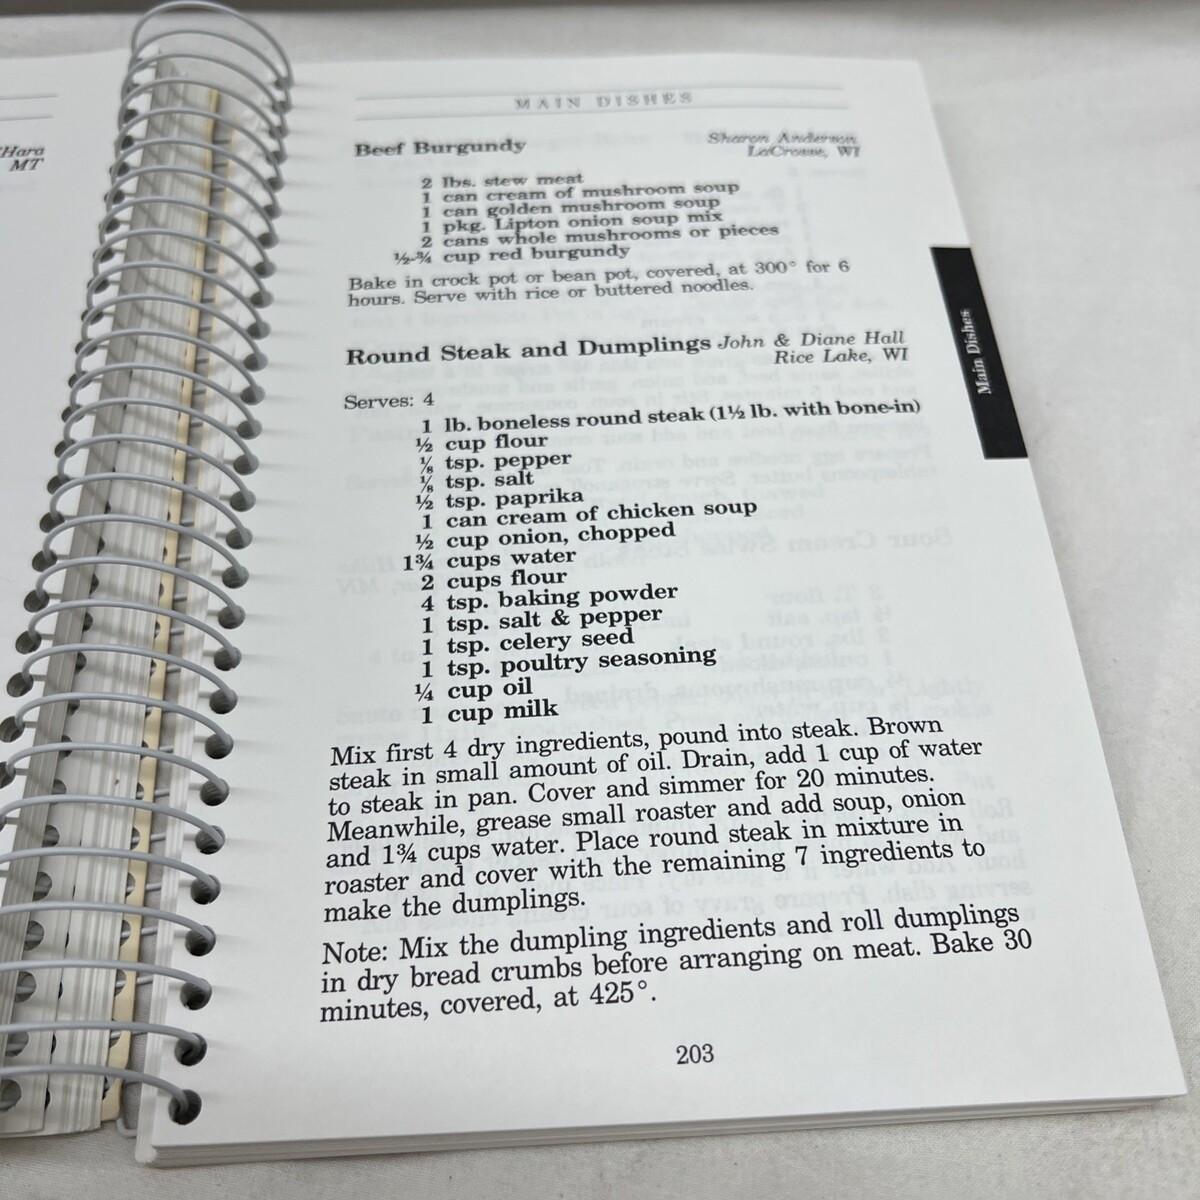 Hara
MT
MAIN DISHES
Beef Burgundy
Sharon Anderson
LaCrosse, WI
2 lbs. stew meat
1 can cream of mushroom soup
1 can golden mushroom soup
1 pkg. Lipton onion soup mix
2 cans whole mushrooms or pieces
½-¾ cup red burgundy
Bake in crock pot or bean pot, covered, at 300° for 6
hours. Serve with rice or buttered noodles.
Round Steak and Dumplings John & Diane Hall
Rice Lake, WI
Main Dishes
Serves: 4
1 lb. boneless round steak (1½ lb. with bone-in)
½ cup flour
⅛ tsp. pepper
⅛ tsp. salt
½ tsp. paprika
1 can cream of chicken soup
½ cup onion, chopped
1¾ cups water
2 cups flour
4 tsp. baking powder
1 tsp. salt & pepper
1 tsp. celery seed
1 tsp. poultry seasoning
¼ cup oil
1 cup milk
Mix first 4 dry ingredients, pound into steak. Brown
steak in small amount of oil. Drain, add 1 cup of water
to steak in pan. Cover and simmer for 20 minutes.
Meanwhile, grease small roaster and add soup, onion
and 1¾ cups water. Place round steak in mixture in
roaster and cover with the remaining 7 ingredients to
make the dumplings.
Note: Mix the dumpling ingredients and roll dumplings
in dry bread crumbs before arranging on meat. Bake 30
minutes, covered, at 425°.
203